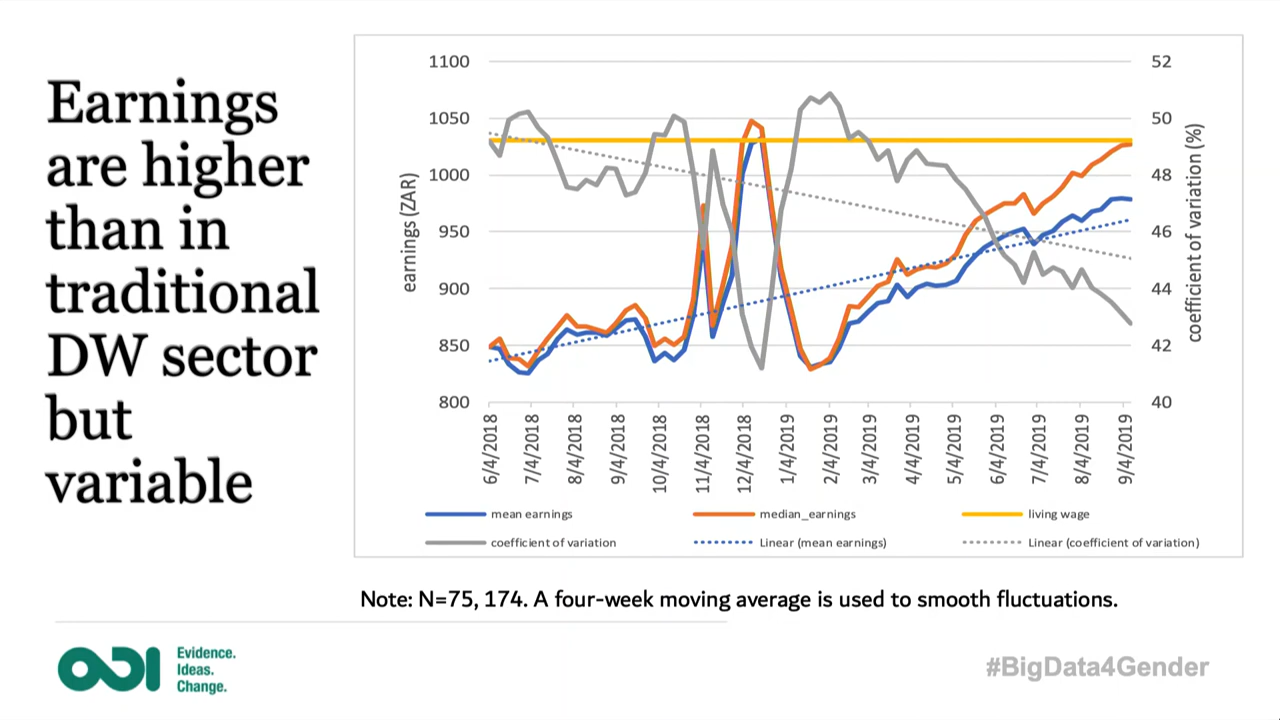 Earnings
are higher
than in
traditional
DW sector
but
variable
1100
1050
1000
950
900
850
800
earnings (ZAR)
52
50
48
46
44
42
40
coefficient of variation (%)
6/4/2018
7/4/2018
8/4/2018
9/4/2018
10/4/2018
11/4/2018
12/4/2018
1/4/2019
2/4/2019
3/4/2019
4/4/2019
5/4/2019
6/4/2019
7/4/2019
8/4/2019
9/4/2019
mean earnings
median_earnings
living wage
coefficient of variation
Linear (mean earnings)
Linear (coefficient of variation)
Note: N=75, 174. A four-week moving average is used to smooth fluctuations.
ODI
Evidence.
Ideas.
Change.
#BigData4Gender